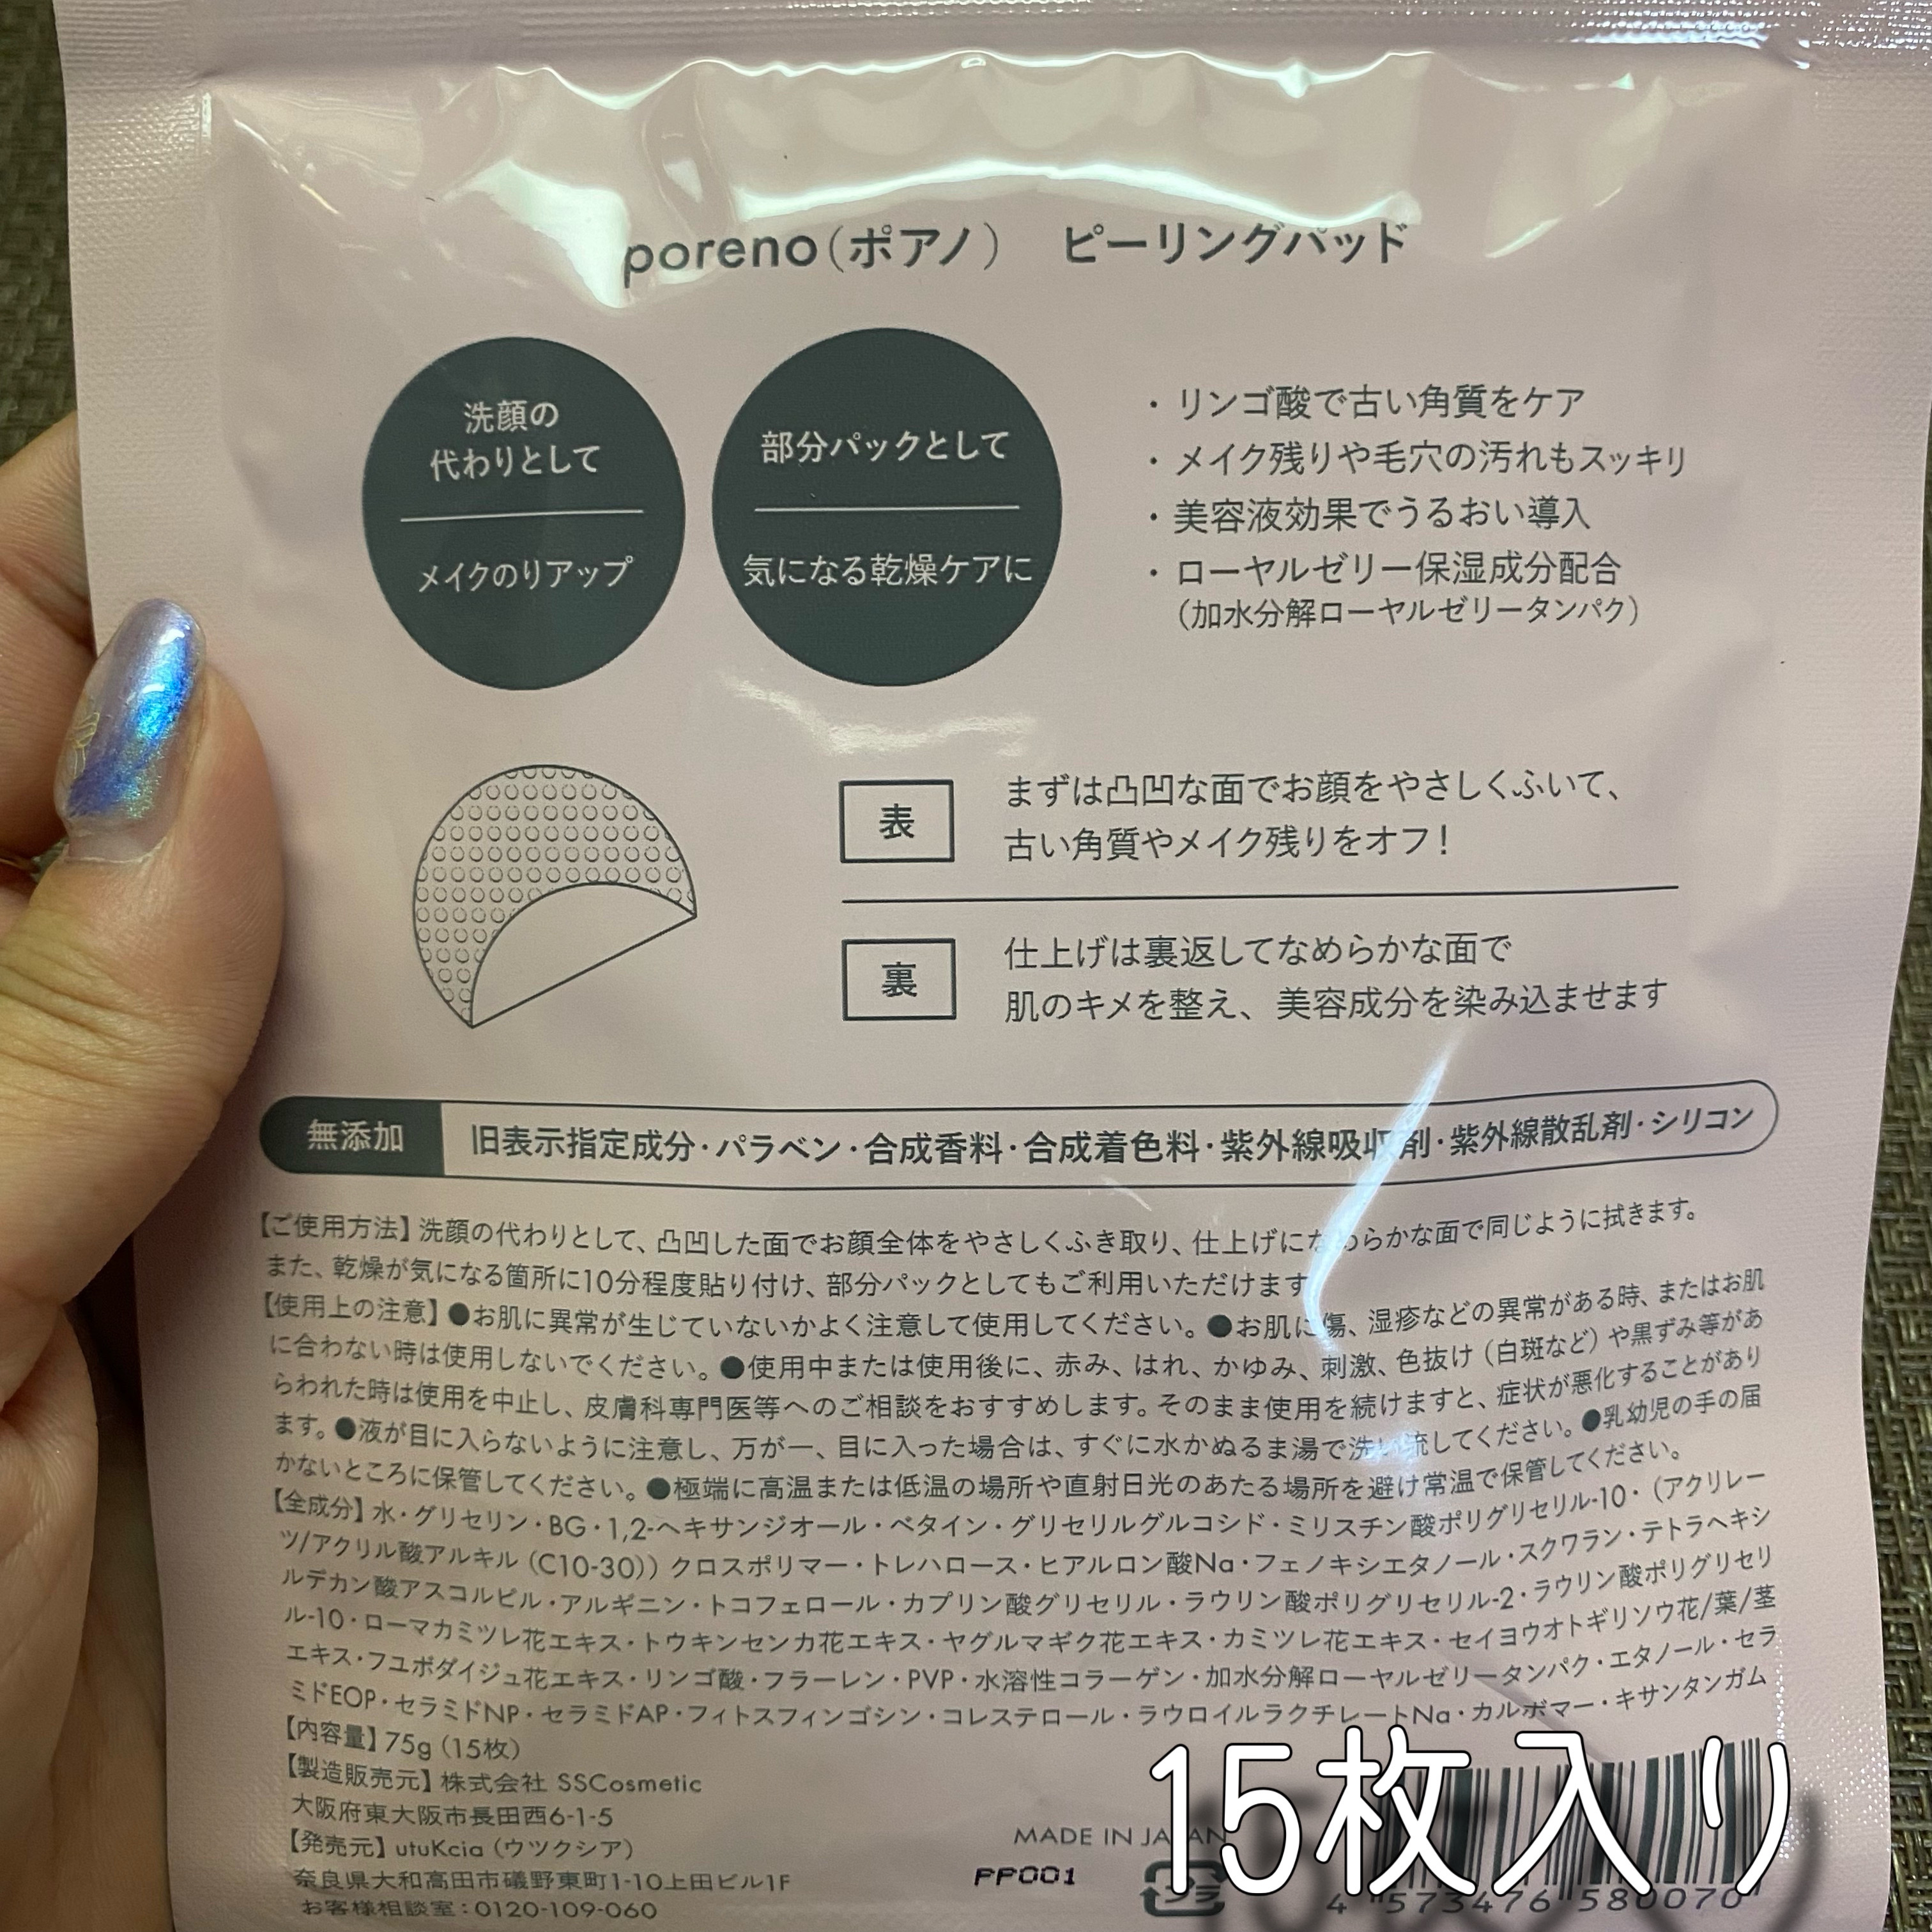 poreno（ポアノ） ピーリングパッド
洗顔の
代わりとして
メイクのりアップ
部分パックとして
気になる乾燥ケアに
・リンゴ酸で古い角質をケア
・メイク残りや毛穴の汚れもスッキリ
・美容液効果でうるおい導入
・ローヤルゼリー保湿成分配合
（加水分解ローヤルゼリータンパク）
表
まずは凸凹な面でお顔をやさしくふいて、
古い角質やメイク残りをオフ！
裏
仕上げは裏返してなめらかな面で
肌のキメを整え、美容成分を染み込ませます
無添加 旧表示指定成分・パラベン・合成香料・合成着色料・紫外線吸収剤・紫外線散乱剤・シリコン
【ご使用方法】洗顔の代わりとして、凸凹した面でお顔全体をやさしくふき取り、仕上げになめらかな面で同じように拭きます。
また、乾燥が気になる箇所に10分程度貼り付け、部分パックとしてもご利用いただけます
【使用上の注意】●お肌に異常が生じていないかよく注意して使用してください。●お肌に傷、湿疹などの異常がある時、またはお肌
に合わない時は使用しないでください。●使用中または使用後に、赤み、はれ、かゆみ、刺激、色抜け（白斑など）や黒ずみ等があ
らわれた時は使用を中止し、皮膚科専門医等へのご相談をおすすめします。そのまま使用を続けますと、症状が悪化することがあり
ます。●液が目に入らないように注意し、万が一、目に入った場合は、すぐに水かぬるま湯で洗い流してください。●乳幼児の手の届
かないところに保管してください。●極端に高温または低温の場所や直射日光のあたる場所を避け常温で保管してください。
【全成分】水・グリセリン・BG・1,2-ヘキサンジオール・ベタイン・グリセリルグルコシド・ミリスチン酸ポリグリセリル-10・（アクリレー
ツ/アクリル酸アルキル（C10-30））クロスポリマー・トレハロース・ヒアルロン酸Na・フェノキシエタノール・スクワラン・テトラヘキシ
ルデカン酸アスコルビル・アルギニン・トコフェロール・カプリン酸グリセリル・ラウリン酸ポリグリセリル-2・ラウリン酸ポリグリセリ
ル-10・ローマカミツレ花エキス・トウキンセンカ花エキス・ヤグルマギク花エキス・カミツレ花エキス・セイヨウオトギリソウ花/葉/茎
エキス・フユボダイジュ花エキス・リンゴ酸・フラーレン・PVP・水溶性コラーゲン・加水分解ローヤルゼリータンパク・エタノール・セラ
ミドEOP・セラミドNP・セラミドAP・フィトスフィンゴシン・コレステロール・ラウロイルラクチレートNa・カルボマー・キサンタンガム
【内容量】75g（15枚）
【製造販売元】株式会社 SSCosmetic
大阪府東大阪市長田西6-1-5
【発売元】utuKcia（ウツクシア）
奈良県大和高田市礒野東町1-10上田ビル1F
お客様相談室：0120-109-060
MADE IN JAPAN
PP001
プラ
15枚入り
4 573476 580070